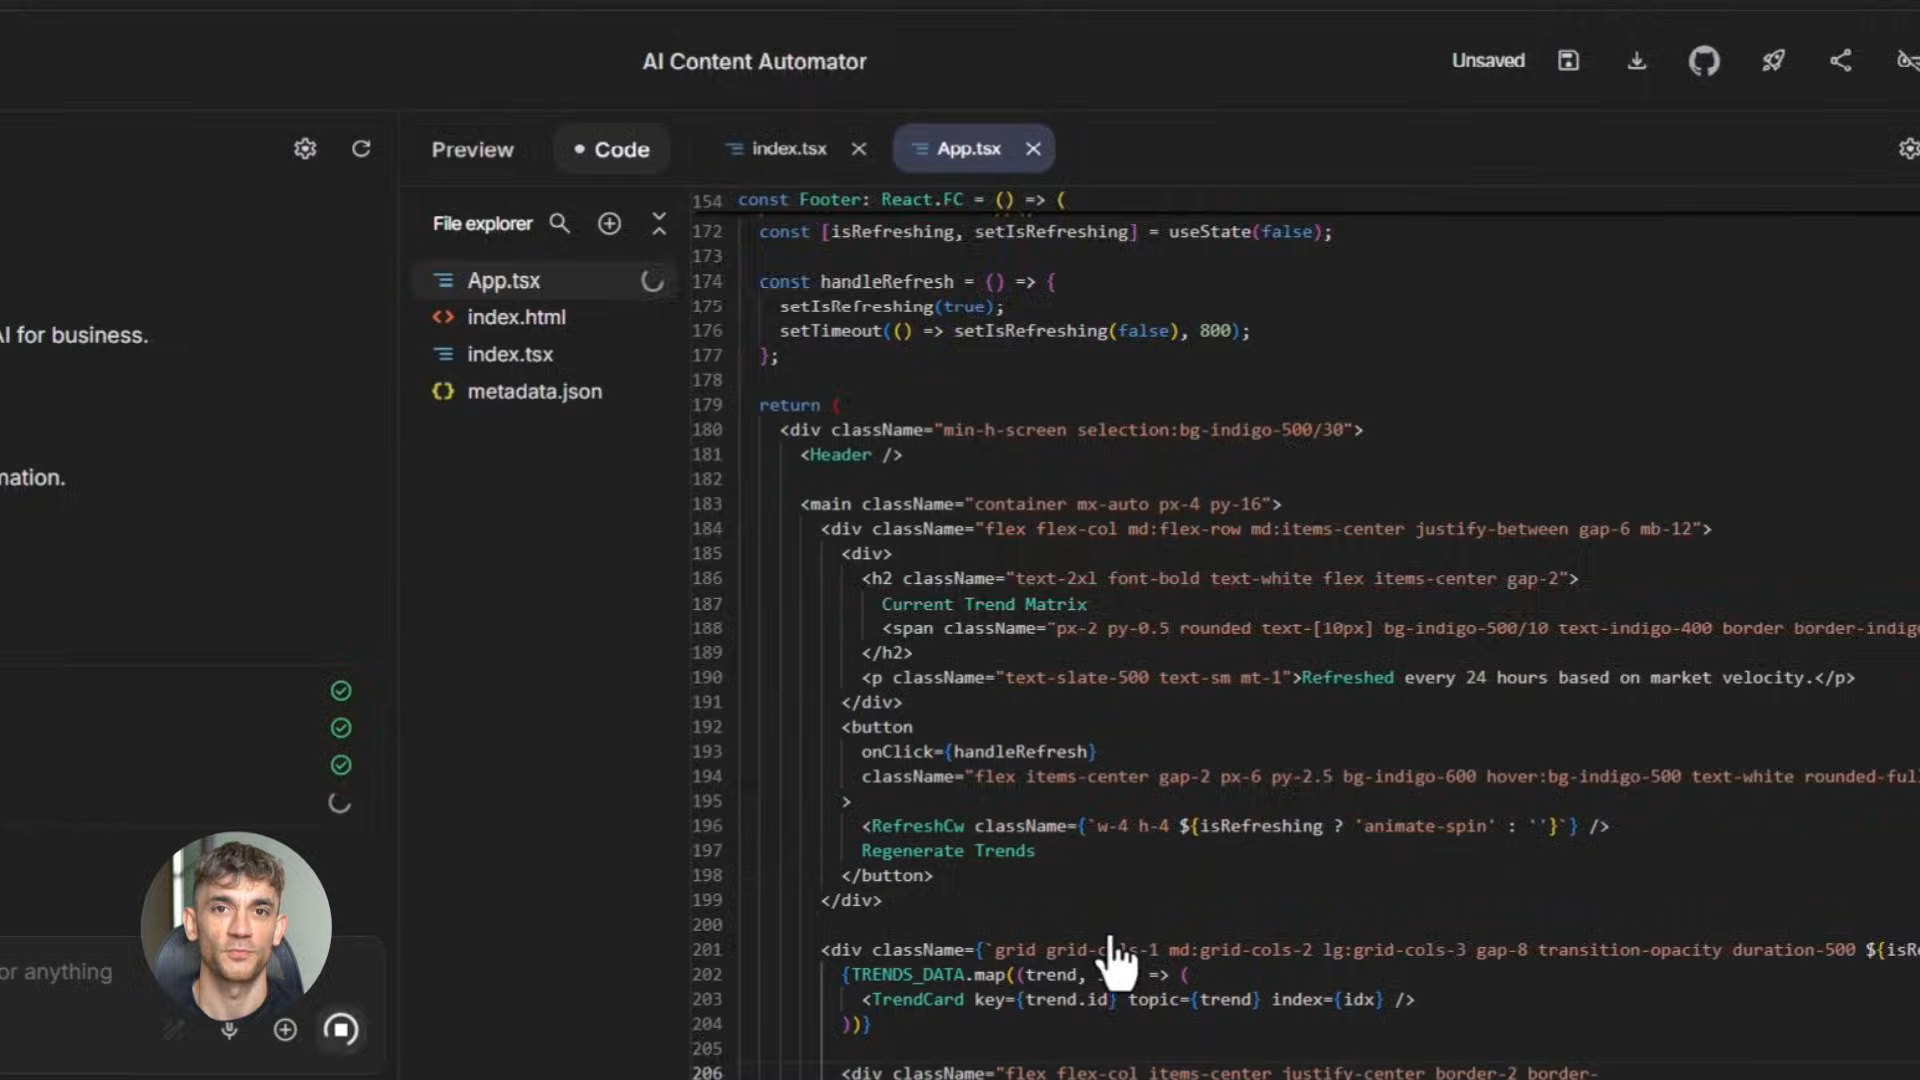 AI Content Automator
Unsaved
Preview
Code
index.tsx
App.tsx
File explorer
App.tsx
index.html
index.tsx
metadata.json
AI for business.
mation.
or anything
154 const Footer: React.FC = () => (
172 const [isRefreshing, setIsRefreshing] = useState(false);
173
174 const handleRefresh = () => {
175 setIsRefreshing(true);
176 setTimeout(() => setIsRefreshing(false), 800);
177 };
178
179 return (
180 <div className="min-h-screen selection:bg-indigo-500/30">
181 <Header />
182
183 <main className="container mx-auto px-4 py-16">
184 <div className="flex flex-col md:flex-row md:items-center justify-between gap-6 mb-12">
185 <div>
186 <h2 className="text-2xl font-bold text-white flex items-center gap-2">
187 Current Trend Matrix
188 <span className="px-2 py-0.5 rounded text-[10px] bg-indigo-500/10 text-indigo-400 border border-indigo
189 </h2>
190 <p className="text-slate-500 text-sm mt-1">Refreshed every 24 hours based on market velocity.</p>
191 </div>
192 <button
193 onClick={handleRefresh}
194 className="flex items-center gap-2 px-6 py-2.5 bg-indigo-600 hover:bg-indigo-500 text-white rounded-full
195 >
196 <RefreshCw className={`w-4 h-4 ${isRefreshing ? 'animate-spin' : ''}`} />
197 Regenerate Trends
198 </button>
199 </div>
200
201 <div className={`grid grid-cols-1 md:grid-cols-2 lg:grid-cols-3 gap-8 transition-opacity duration-500 ${isRe
202 {TRENDS_DATA.map((trend, => (
203 <TrendCard key={trend.id} topic={trend} index={idx} />
204 ))}
205
206 <div className="flex flex-col items-center justify-center border-2 border-